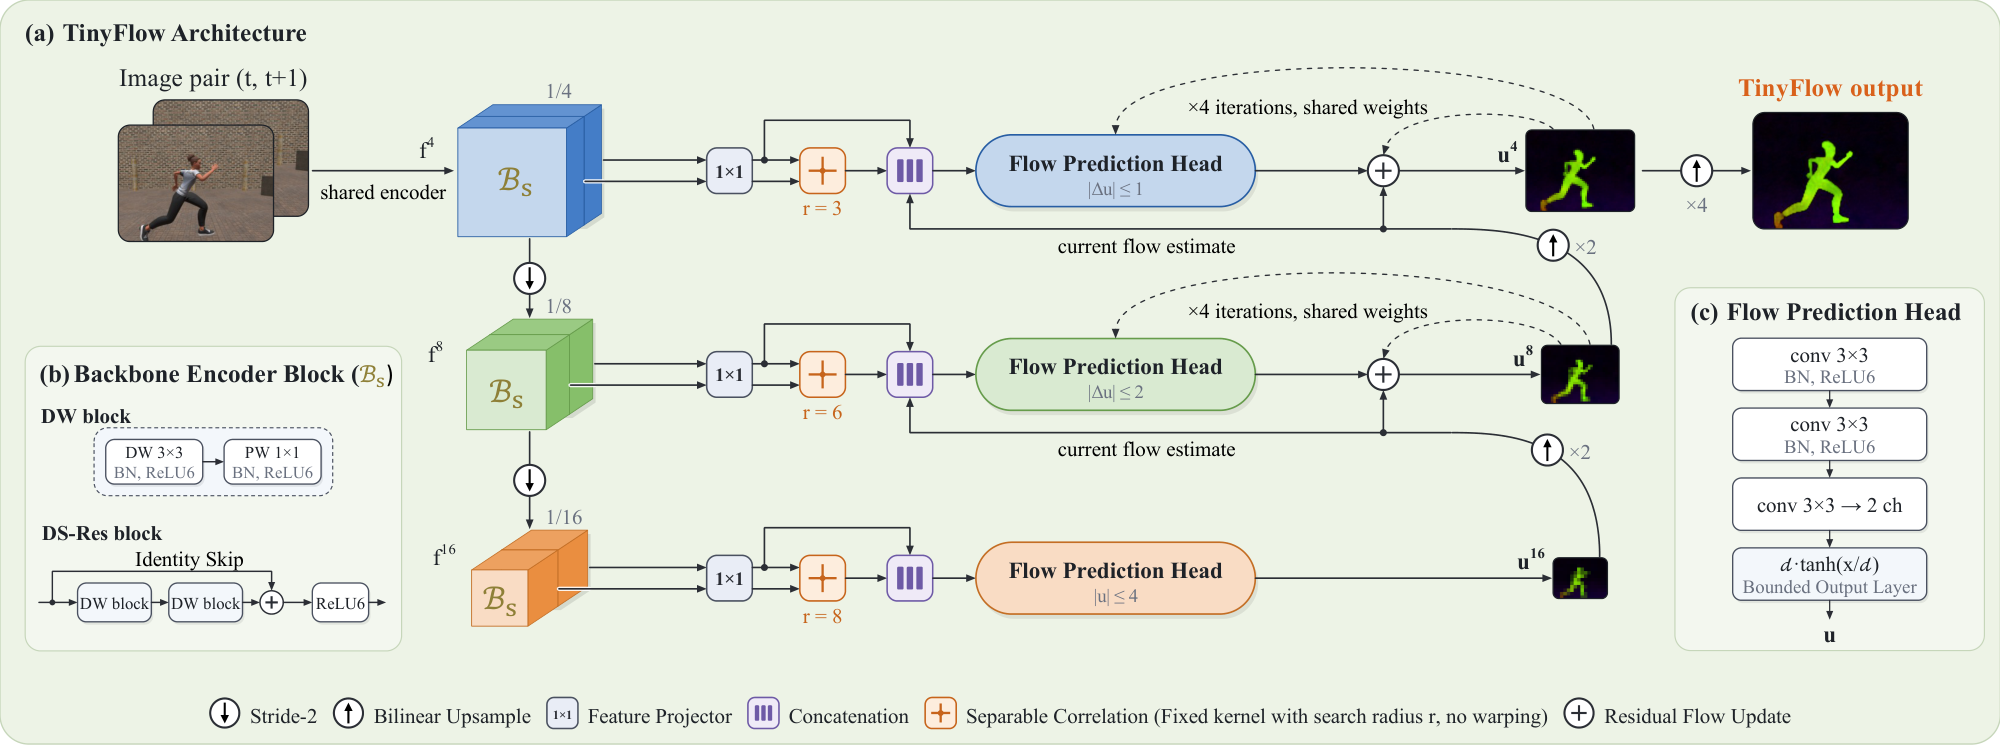 (a) TinyFlow Architecture
Image pair (t, t+1)
shared encoder
f⁴
1/4
ℬs
1×1
r = 3
Flow Prediction Head
|Δu| ≤ 1
×4 iterations, shared weights
current flow estimate
u⁴
×4
TinyFlow output
×2
f⁸
1/8
ℬs
1×1
r = 6
Flow Prediction Head
|Δu| ≤ 2
×4 iterations, shared weights
current flow estimate
u⁸
×2
f¹⁶
1/16
ℬs
1×1
r = 8
Flow Prediction Head
|u| ≤ 4
u¹⁶
(b) Backbone Encoder Block (ℬs)
DW block
DW 3×3
BN, ReLU6
PW 1×1
BN, ReLU6
DS-Res block
Identity Skip
DW block
DW block
ReLU6
(c) Flow Prediction Head
conv 3×3
BN, ReLU6
conv 3×3
BN, ReLU6
conv 3×3 → 2 ch
d·tanh(x/d)
Bounded Output Layer
u
Stride-2
Bilinear Upsample
1×1 Feature Projector
Concatenation
Separable Correlation (Fixed kernel with search radius r, no warping)
Residual Flow Update